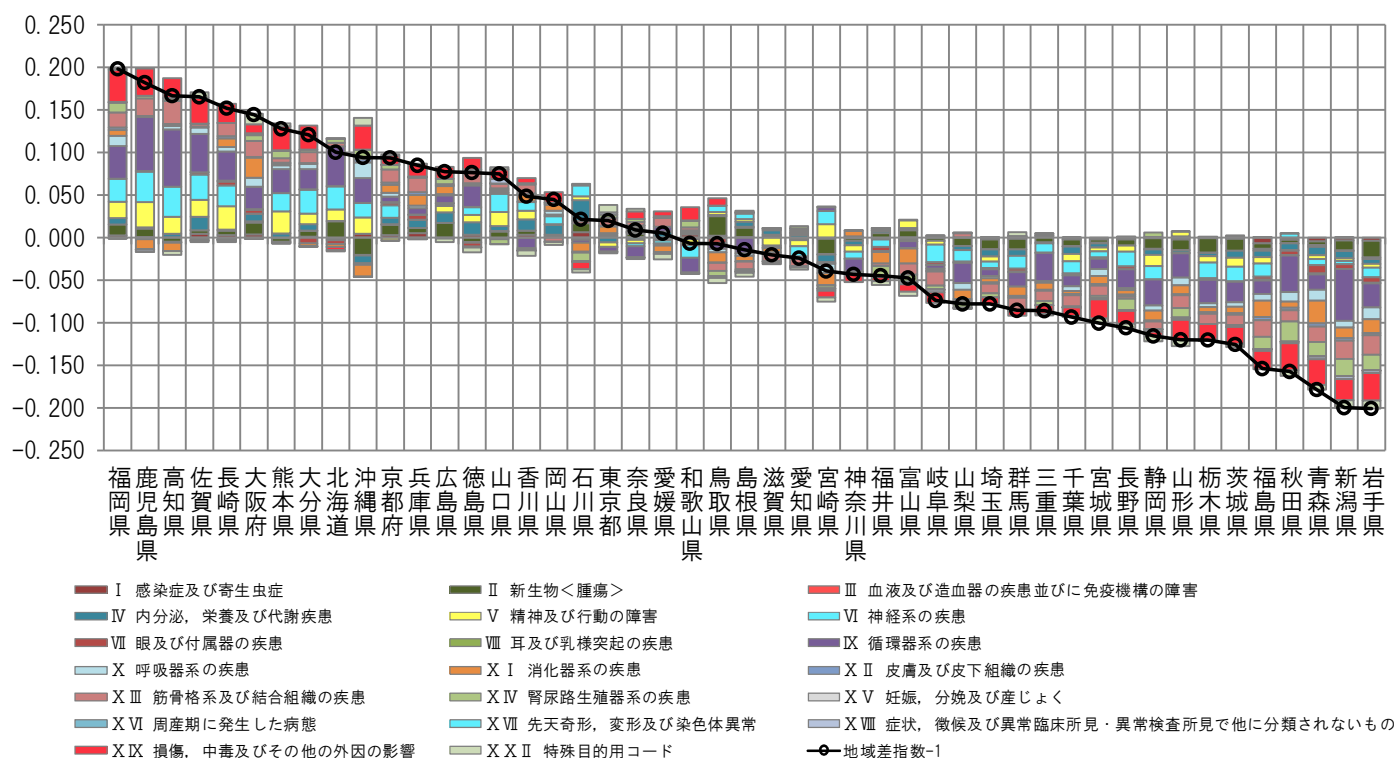 0.250
0.200
0.150
0.100
0.050
0.000
-0.050
-0.100
-0.150
-0.200
-0.250
福岡県
鹿児島県
高知県
佐賀県
長崎県
大阪府
熊本県
大分県
北海道
沖縄県
京都府
兵庫県
広島県
徳島県
山口県
香川県
岡山県
石川県
東京都
奈良県
愛媛県
和歌山県
鳥取県
島根県
滋賀県
愛知県
宮崎県
神奈川県
福井県
富山県
岐阜県
山梨県
埼玉県
群馬県
三重県
千葉県
宮城県
長野県
静岡県
山形県
栃木県
茨城県
福島県
秋田県
青森県
新潟県
岩手県
Ⅰ 感染症及び寄生虫症
Ⅱ 新生物＜腫瘍＞
Ⅲ 血液及び造血器の疾患並びに免疫機構の障害
Ⅳ 内分泌，栄養及び代謝疾患
Ⅴ 精神及び行動の障害
Ⅵ 神経系の疾患
Ⅶ 眼及び付属器の疾患
Ⅷ 耳及び乳様突起の疾患
Ⅸ 循環器系の疾患
Ⅹ 呼吸器系の疾患
ⅩⅠ 消化器系の疾患
ⅩⅡ 皮膚及び皮下組織の疾患
ⅩⅢ 筋骨格系及び結合組織の疾患
ⅩⅣ 腎尿路生殖器系の疾患
ⅩⅤ 妊娠，分娩及び産じょく
ⅩⅥ 周産期に発生した病態
ⅩⅦ 先天奇形，変形及び染色体異常
ⅩⅧ 症状，徴候及び異常臨床所見・異常検査所見で他に分類されないもの
ⅩⅨ 損傷，中毒及びその他の外因の影響
ⅩⅩⅡ 特殊目的用コード
地域差指数-1